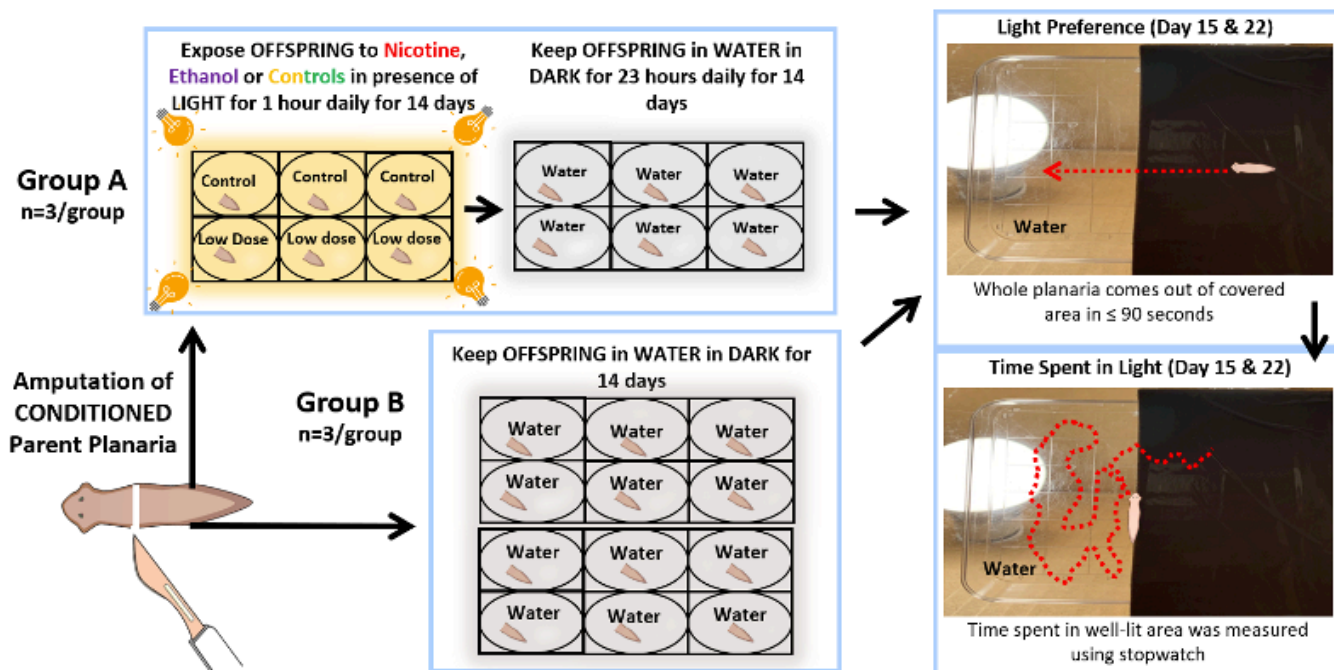 Expose OFFSPRING to Nicotine,
Ethanol or Controls in presence of
LIGHT for 1 hour daily for 14 days
Keep OFFSPRING in WATER in
DARK for 23 hours daily for 14
days
Group A
n=3/group
Control
Control
Control
Low Dose
Low dose
Low dose
Water
Water
Water
Water
Water
Water
Light Preference (Day 15 & 22)
Water
Whole planaria comes out of covered
area in ≤ 90 seconds
Amputation of
CONDITIONED
Parent Planaria
Group B
n=3/group
Keep OFFSPRING in WATER in DARK for
14 days
Water
Water
Water
Water
Water
Water
Water
Water
Water
Water
Water
Water
Time Spent in Light (Day 15 & 22)
Water
Time spent in well-lit area was measured
using stopwatch